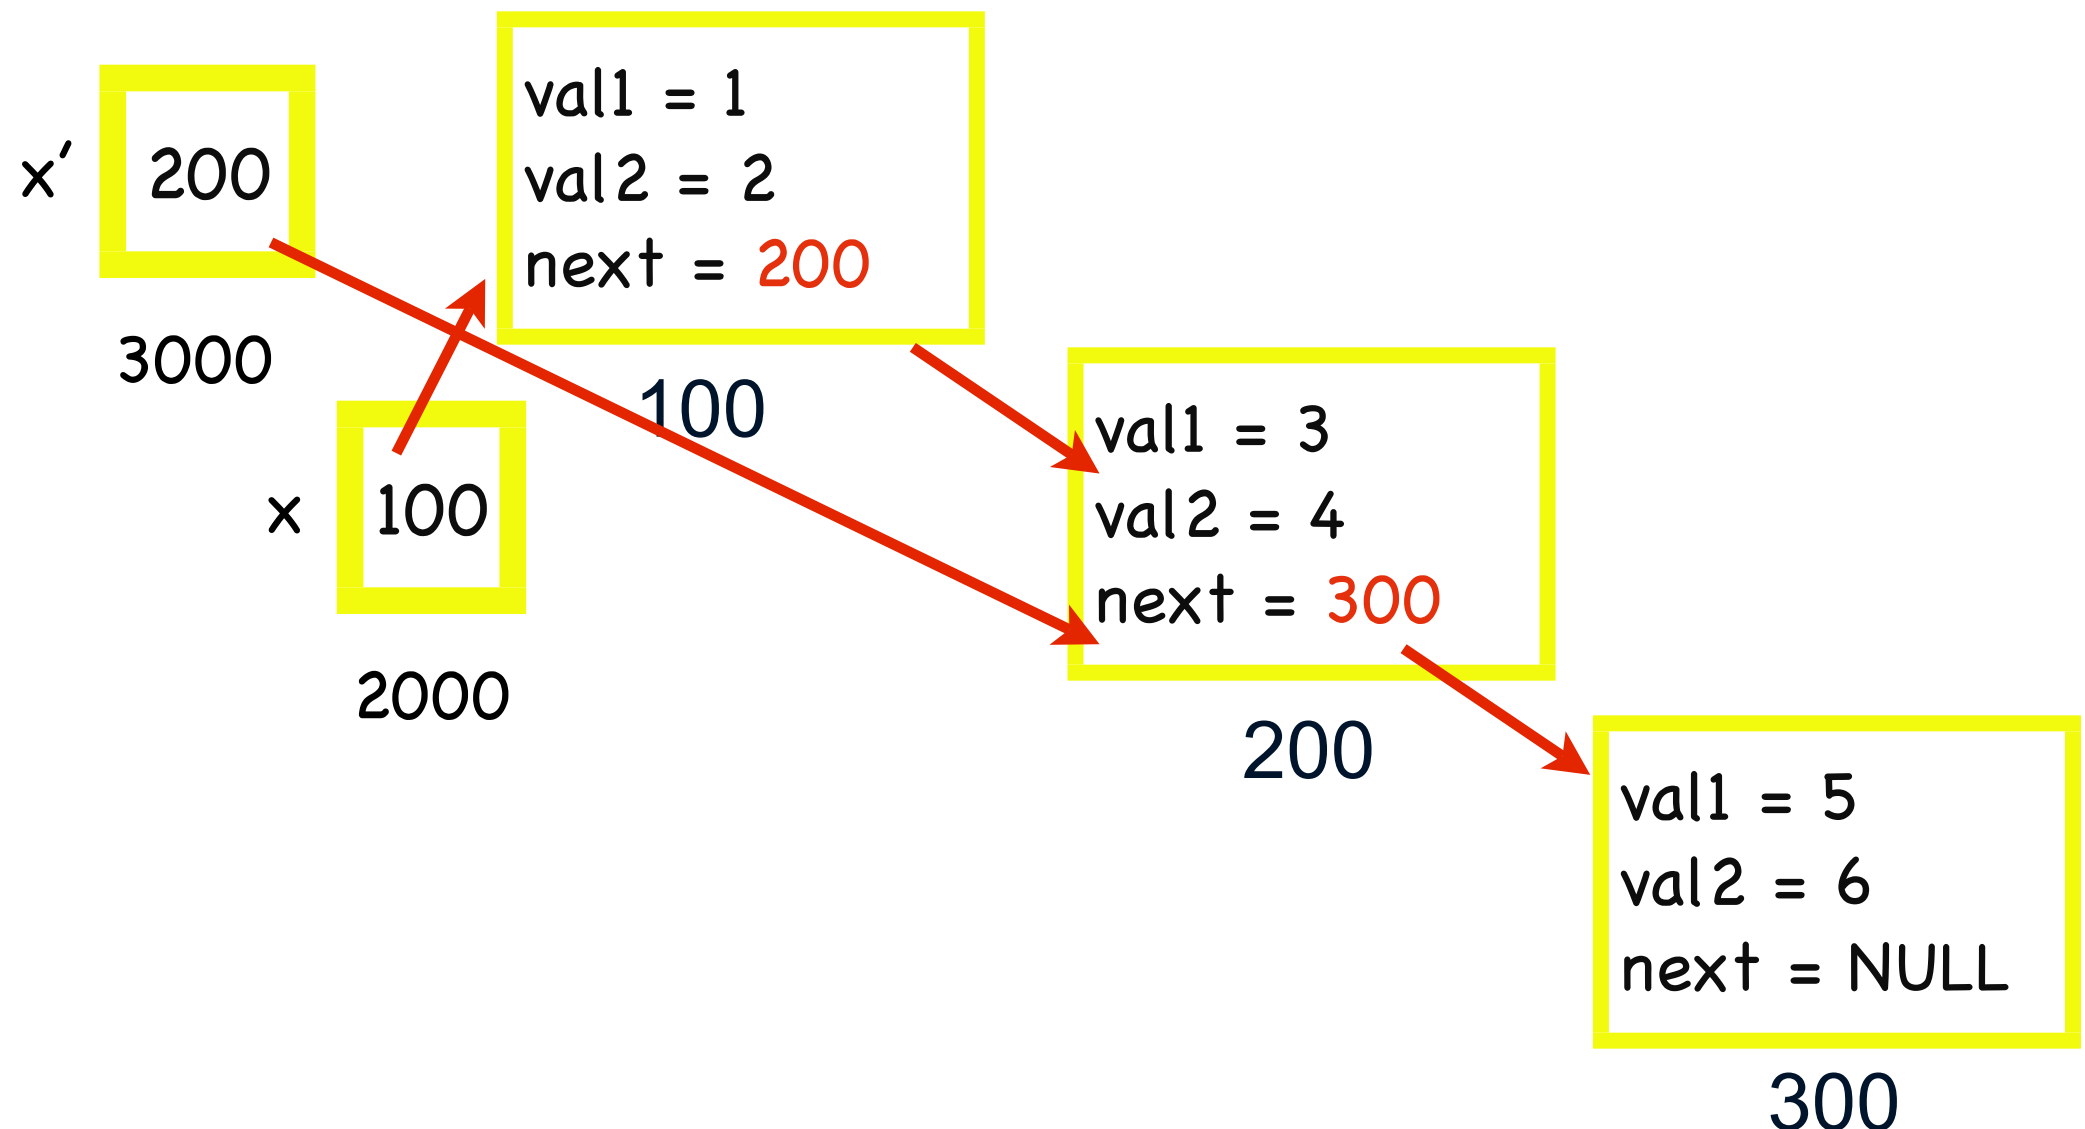 x′
200
3000
x
100
2000
val1 = 1
val2 = 2
next = 200
100
val1 = 3
val2 = 4
next = 300
200
val1 = 5
val2 = 6
next = NULL
300